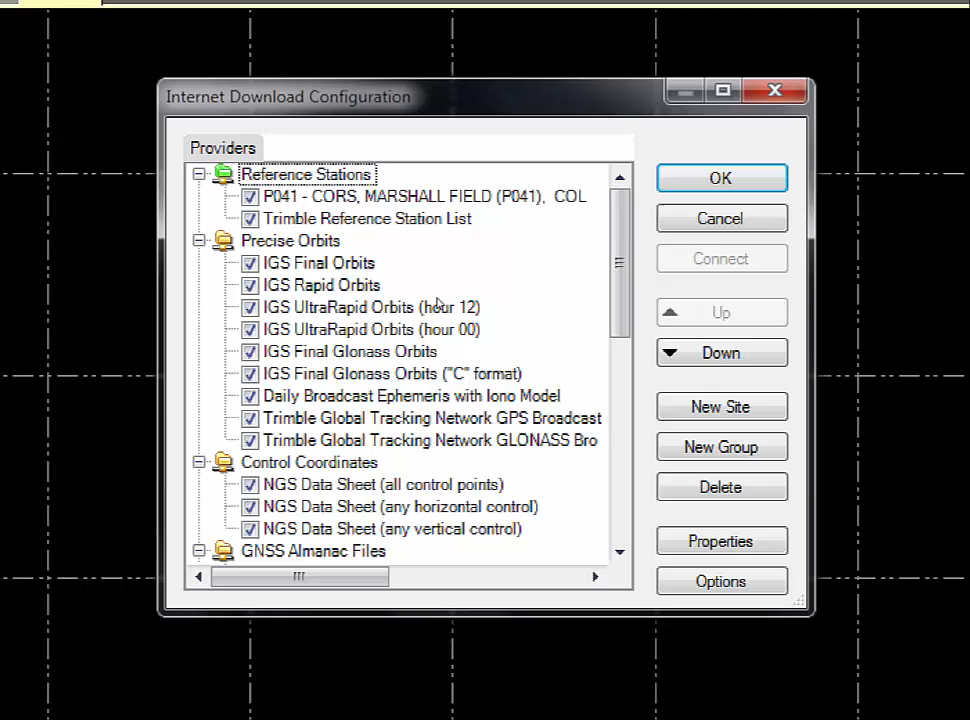 Internet Download Configuration
Providers
Reference Stations
P041 - CORS, MARSHALL FIELD (P041), COL
Trimble Reference Station List
Precise Orbits
IGS Final Orbits
IGS Rapid Orbits
IGS UltraRapid Orbits (hour 12)
IGS UltraRapid Orbits (hour 00)
IGS Final Glonass Orbits
IGS Final Glonass Orbits ("C" format)
Daily Broadcast Ephemeris with Iono Model
Trimble Global Tracking Network GPS Broadcast
Trimble Global Tracking Network GLONASS Bro
Control Coordinates
NGS Data Sheet (all control points)
NGS Data Sheet (any horizontal control)
NGS Data Sheet (any vertical control)
GNSS Almanac Files
OK
Cancel
Connect
Up
Down
New Site
New Group
Delete
Properties
Options